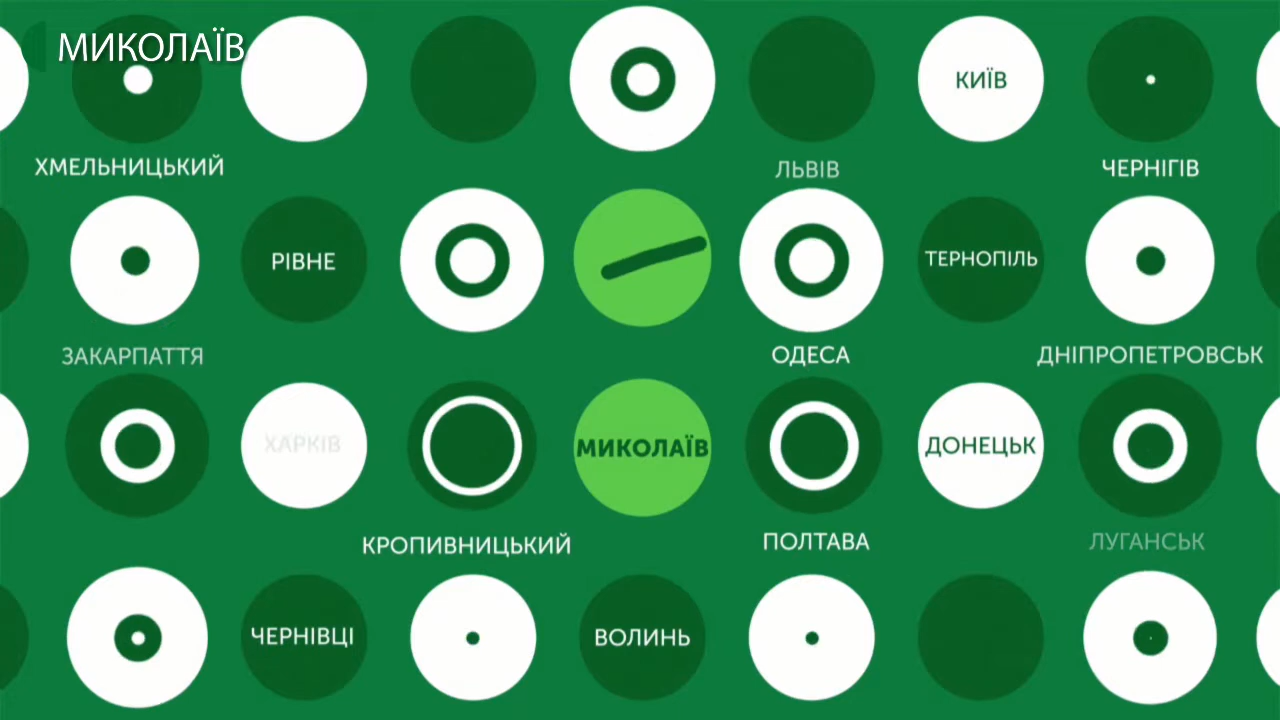 МИКОЛАЇВ
КИЇВ
ХМЕЛЬНИЦЬКИЙ
ЛЬВІВ
ЧЕРНІГІВ
РІВНЕ
ТЕРНОПІЛЬ
ЗАКАРПАТТЯ
ОДЕСА
ДНІПРОПЕТРОВСЬК
ХАРКІВ
МИКОЛАЇВ
ДОНЕЦЬК
КРОПИВНИЦЬКИЙ
ПОЛТАВА
ЛУГАНСЬК
ЧЕРНІВЦІ
ВОЛИНЬ